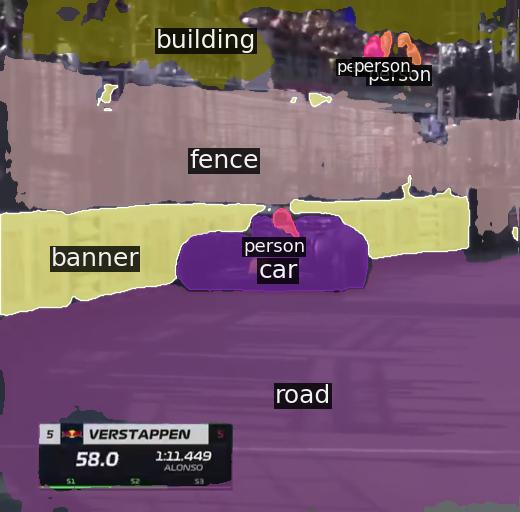 building
person
person
person
fence
banner
person
car
road
5 VERSTAPPEN 5
58.0 1:11.449
ALONSO
S1 S2 S3